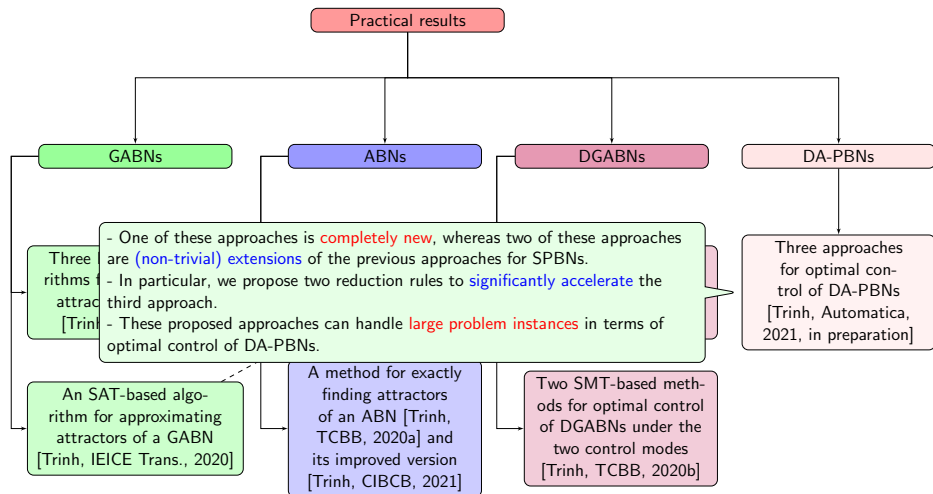 Practical results
GABNs
ABNs
DGABNs
DA-PBNs
Three
rithms
attrac
[Trinh
- One of these approaches is completely new, whereas two of these approaches
are (non-trivial) extensions of the previous approaches for SPBNs.
- In particular, we propose two reduction rules to significantly accelerate the
third approach.
- These proposed approaches can handle large problem instances in terms of
optimal control of DA-PBNs.
Three approaches
for optimal con-
trol of DA-PBNs
[Trinh, Automatica,
2021, in preparation]
An SAT-based algo-
rithm for approximating
attractors of a GABN
[Trinh, IEICE Trans., 2020]
A method for exactly
finding attractors
of an ABN [Trinh,
TCBB, 2020a] and
its improved version
[Trinh, CIBCB, 2021]
Two SMT-based meth-
ods for optimal control
of DGABNs under the
two control modes
[Trinh, TCBB, 2020b]